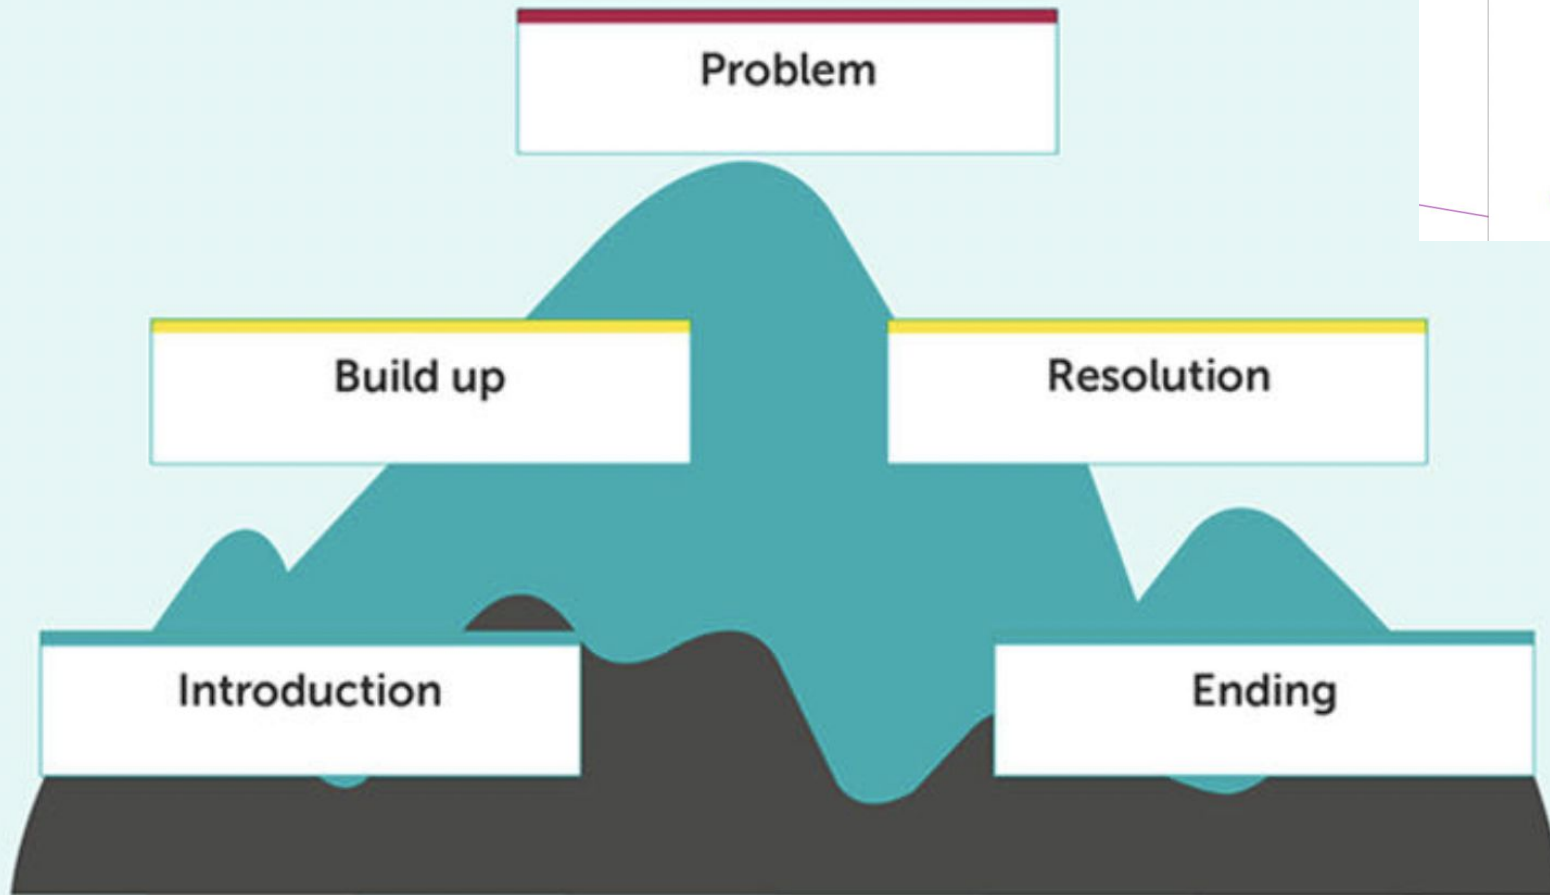 Problem
Build up
Resolution
Introduction
Ending